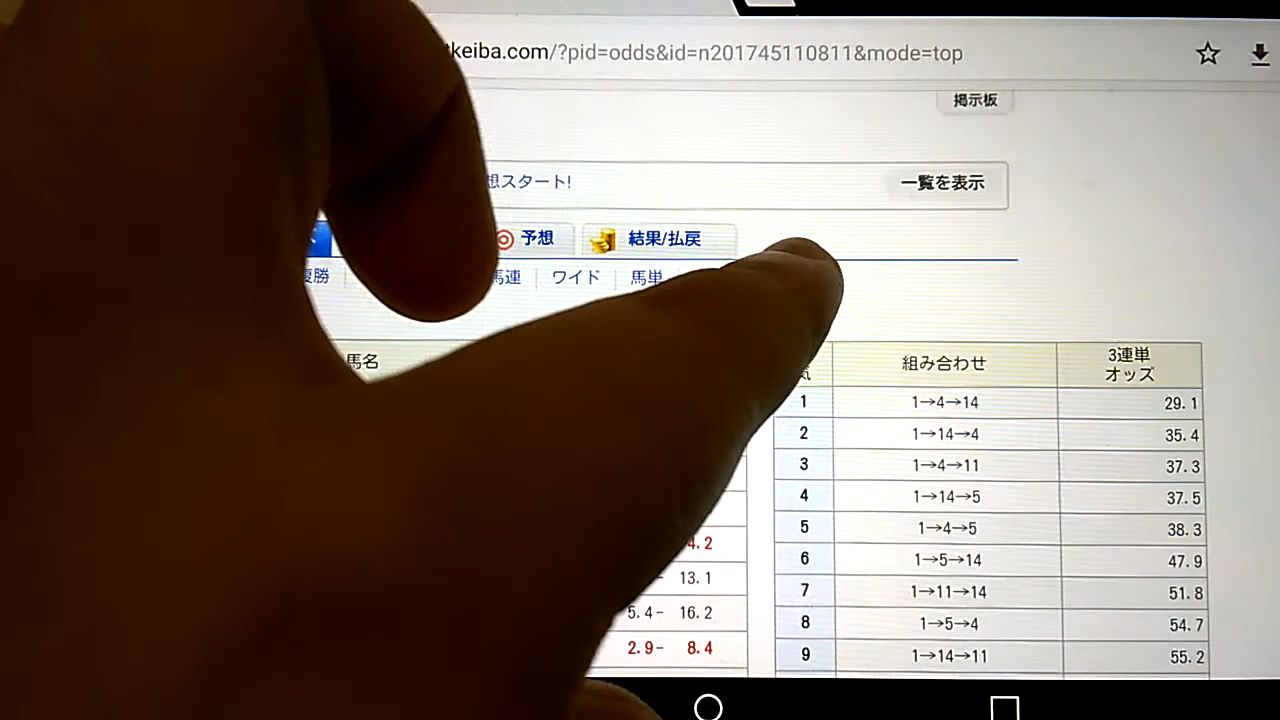 keiba.com/?pid=odds&id=n201745110811&mode=top
掲示板
想スタート!
一覧を表示
予想
結果/払戻
複勝
馬連
ワイド
馬単
馬名
気
組み合わせ
3連単
オッズ
1 1→4→14 29.1
2 1→14→4 35.4
3 1→4→11 37.3
4 1→14→5 37.5
5 1→4→5 38.3
4.2
6 1→5→14 47.9
- 13.1
7 1→11→14 51.8
5.4- 16.2
8 1→5→4 54.7
2.9- 8.4
9 1→14→11 55.2